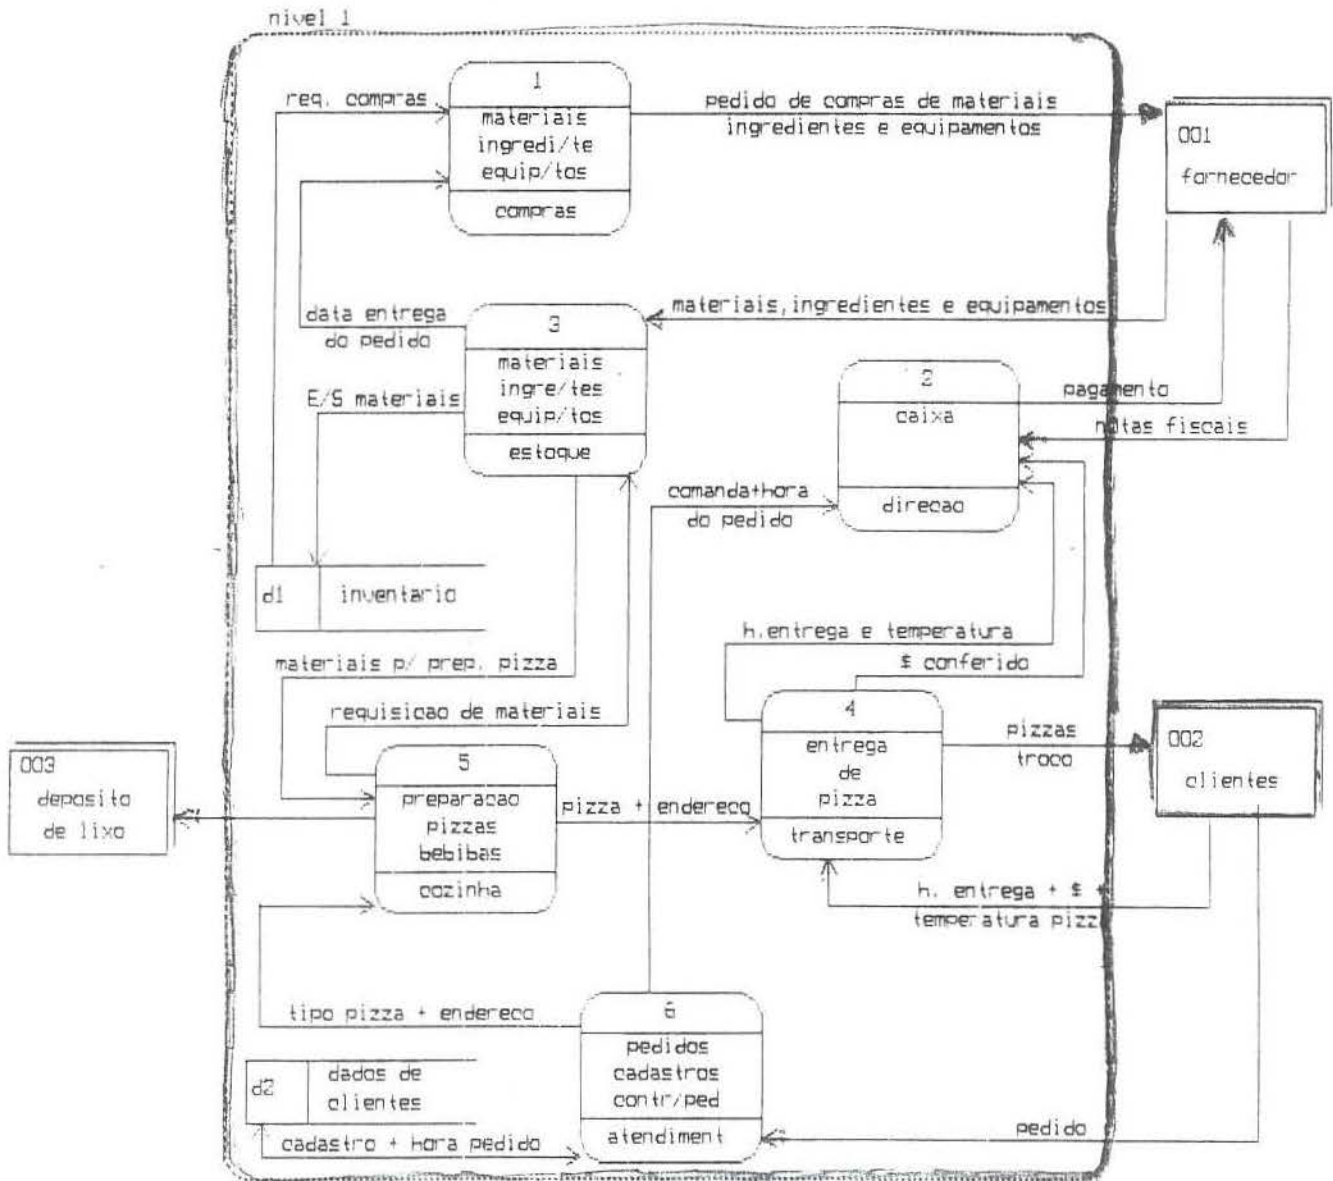 nivel 1
1
materiais
ingredi/te
equip/tos
compras
req. compras
pedido de compras de materiais
ingredientes e equipamentos
001
fornecedor
data entrega
do pedido
3
materiais
ingre/tes
equip/tos
estoque
materiais,ingredientes e equipamentos
E/S materiais
2
caixa
direcao
pagamento
notas fiscais
comanda+hora
do pedido
d1
inventario
h.entrega e temperatura
$ conferido
materiais p/ prep. pizza
requisicao de materiais
4
entrega
de
pizza
transporte
pizzas
troco
002
clientes
003
deposito
de lixo
5
preparacao
pizzas
bebibas
cozinha
pizza + endereco
h. entrega + $ +
temperatura pizz
tipo pizza + endereco
6
pedidos
cadastros
contr/ped
atendiment
d2
dados de
clientes
cadastro + hora pedido
pedido